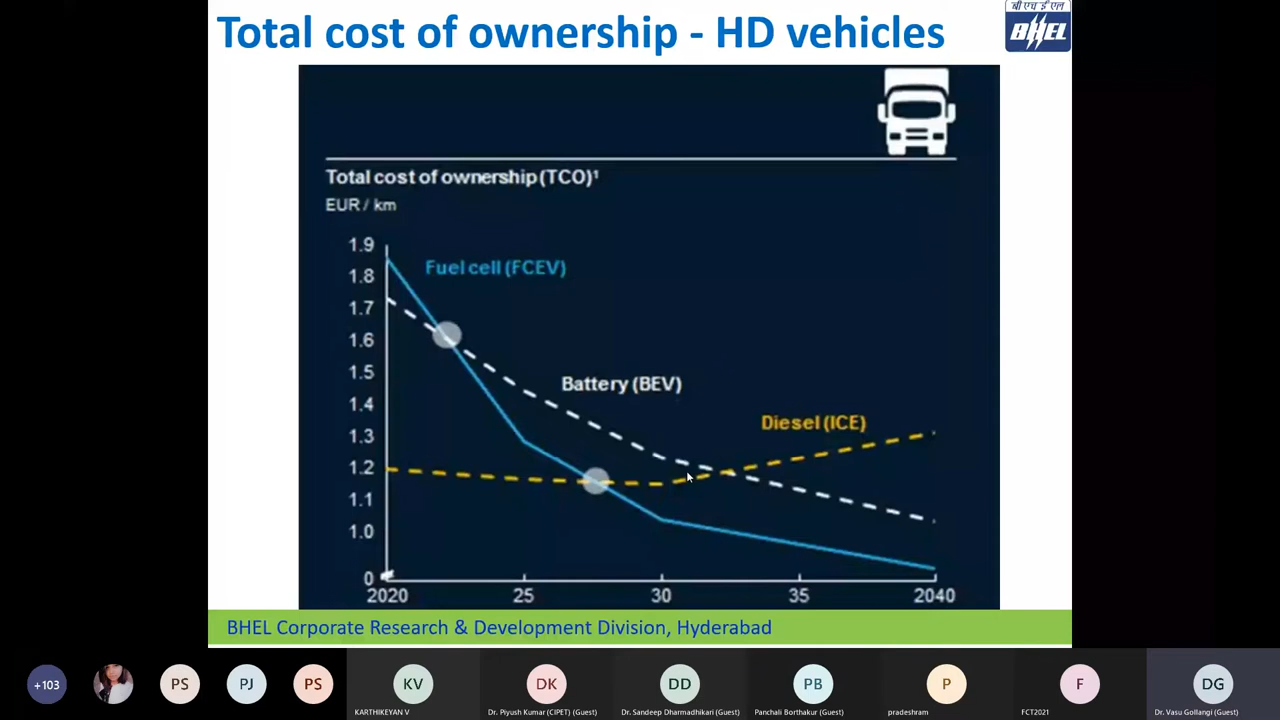 Total cost of ownership - HD vehicles
बी एच ई एल
BHEL
Total cost of ownership (TCO)¹
EUR / km
1.9
Fuel cell (FCEV)
1.8
1.7
1.6
1.5
Battery (BEV)
1.4
Diesel (ICE)
1.3
1.2
1.1
1.0
0
2020 25 30 35 2040
BHEL Corporate Research & Development Division, Hyderabad
+103 PS PJ PS KV DK DD PB P F DG
KARTHIKEYAN V Dr. Piyush Kumar (CIPET) (Guest) Dr. Sandeep Dharmadhikari (Guest) Panchali Borthakur (Guest) pradeshram FCT2021 Dr. Vasu Gollangi (Guest)